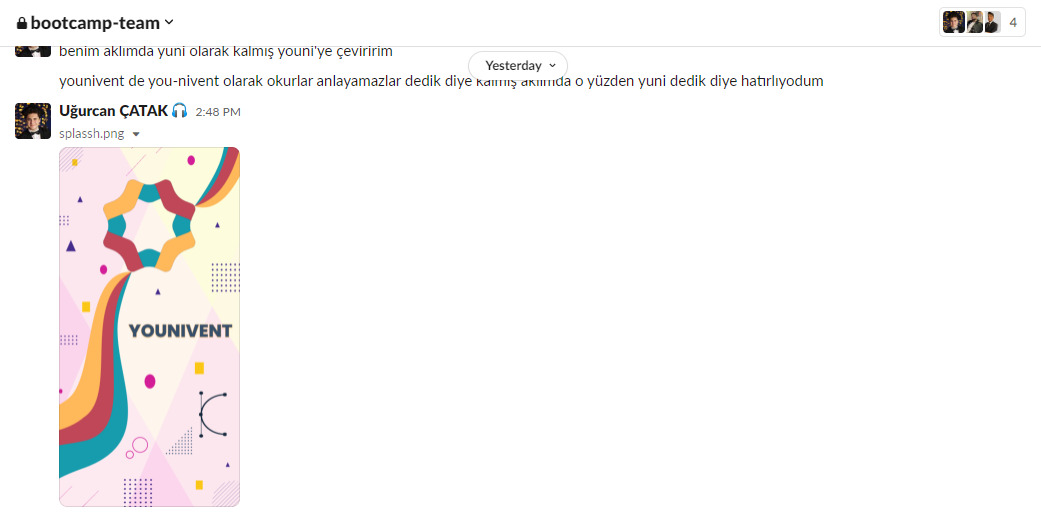 bootcamp-team
4
benim aklımda yuni olarak kalmış youni'ye çeviririm
Yesterday
younivent de you-nivent olarak okurlar anlayamazlar dedik diye kalmış aklımda o yüzden yuni dedik diye hatırlıyodum
Uğurcan ÇATAK 2:48 PM
splassh.png
YOUNIVENT